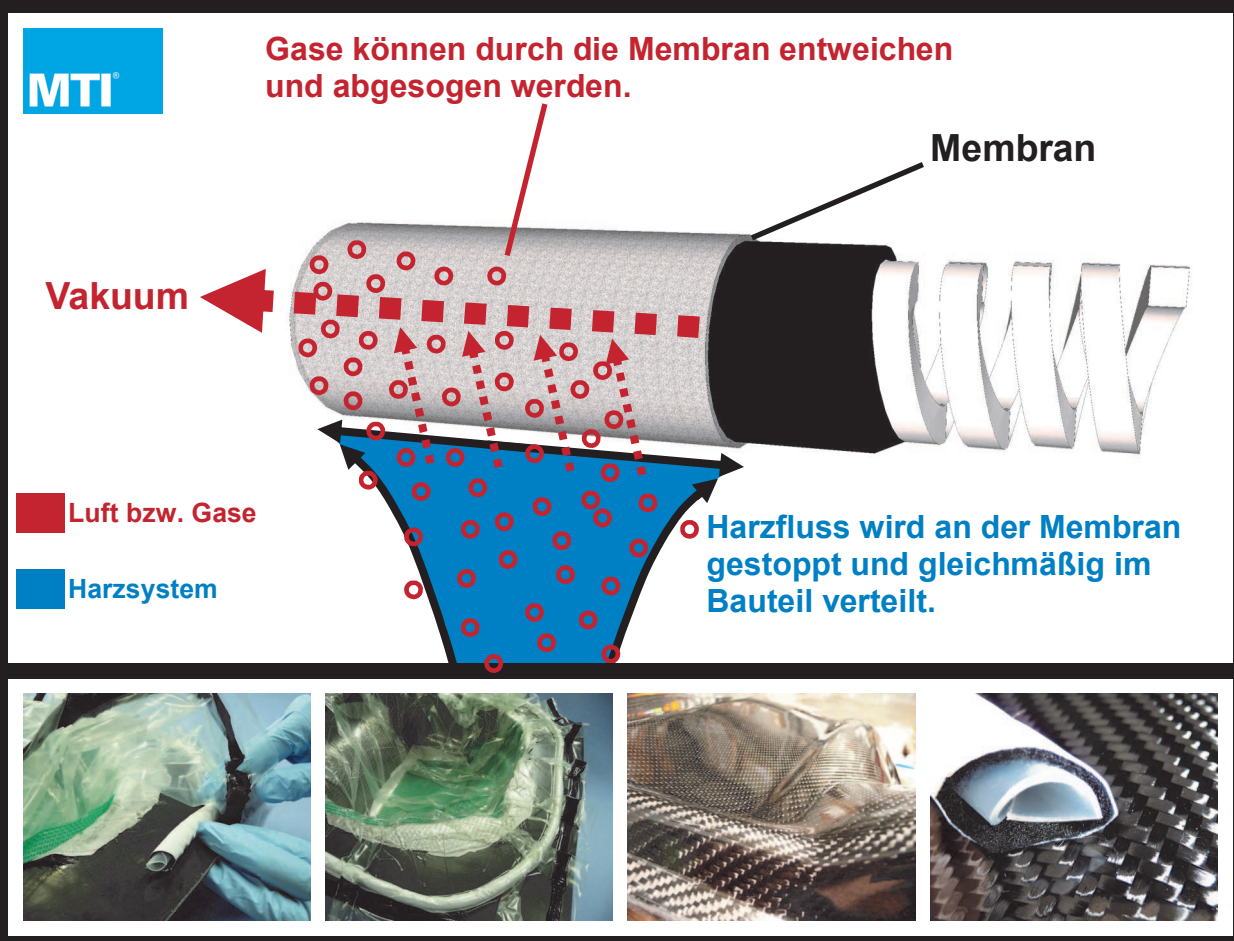 MTI®
Gase können durch die Membran entweichen
und abgesogen werden.
Membran
Vakuum
Luft bzw. Gase
Harzsystem
Harzfluss wird an der Membran
gestoppt und gleichmäßig im
Bauteil verteilt.